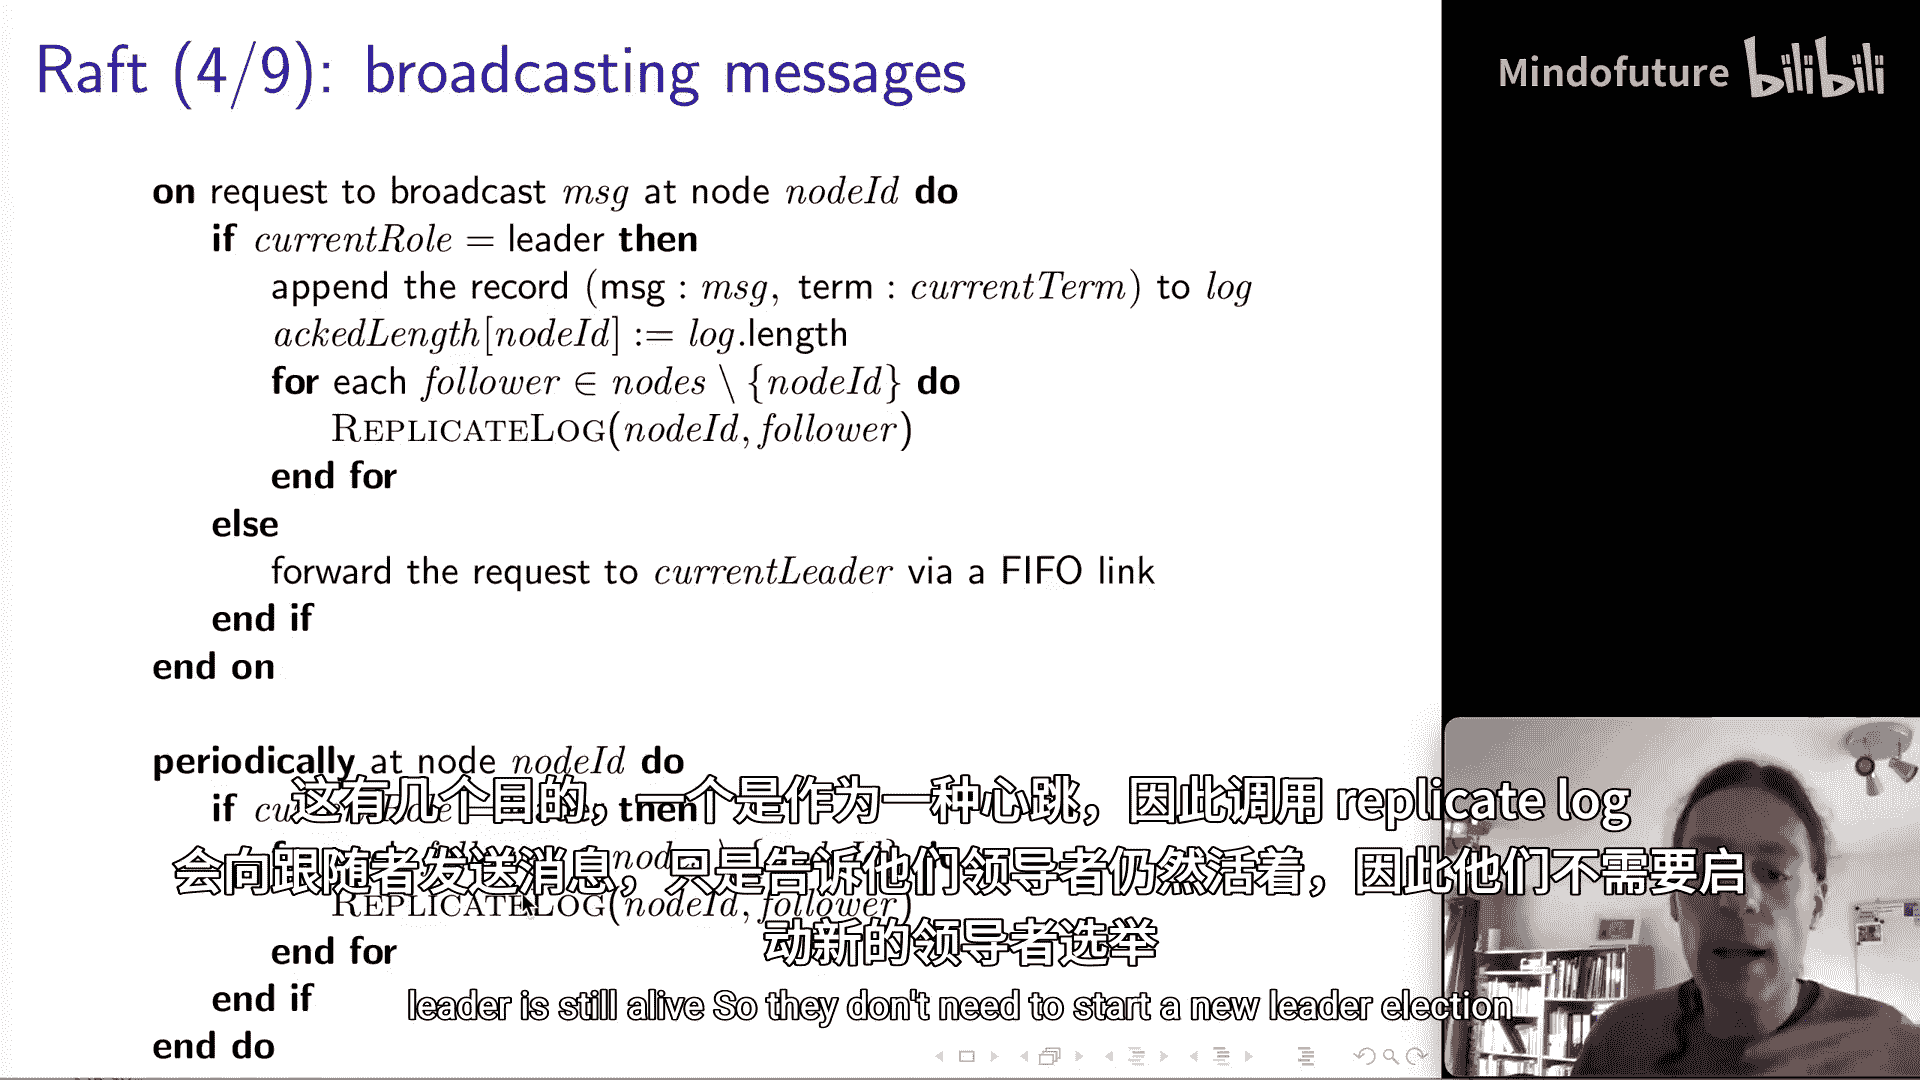 Raft (4/9): broadcasting messages
Mindofuture bilibili
on request to broadcast msg at node nodeId do
if currentRole = leader then
append the record (msg : msg, term : currentTerm) to log
ackedLength[nodeId] := log.length
for each follower ∈ nodes \ {nodeId} do
REPLICATELOG(nodeId, follower)
end for
else
forward the request to currentLeader via a FIFO link
end if
end on
periodically at node nodeId do
if then
这有几个目的，一个是作为一种心跳，因此调用 replicate log
nodes \ {
会向跟随者发送消息，只是告诉他们领导者仍然活着，因此他们不需要启
REPLICATELOG(nodeId, follower)
动新的领导者选举
end for
end if
leader is still alive So they don't need to start a new leader election
end do